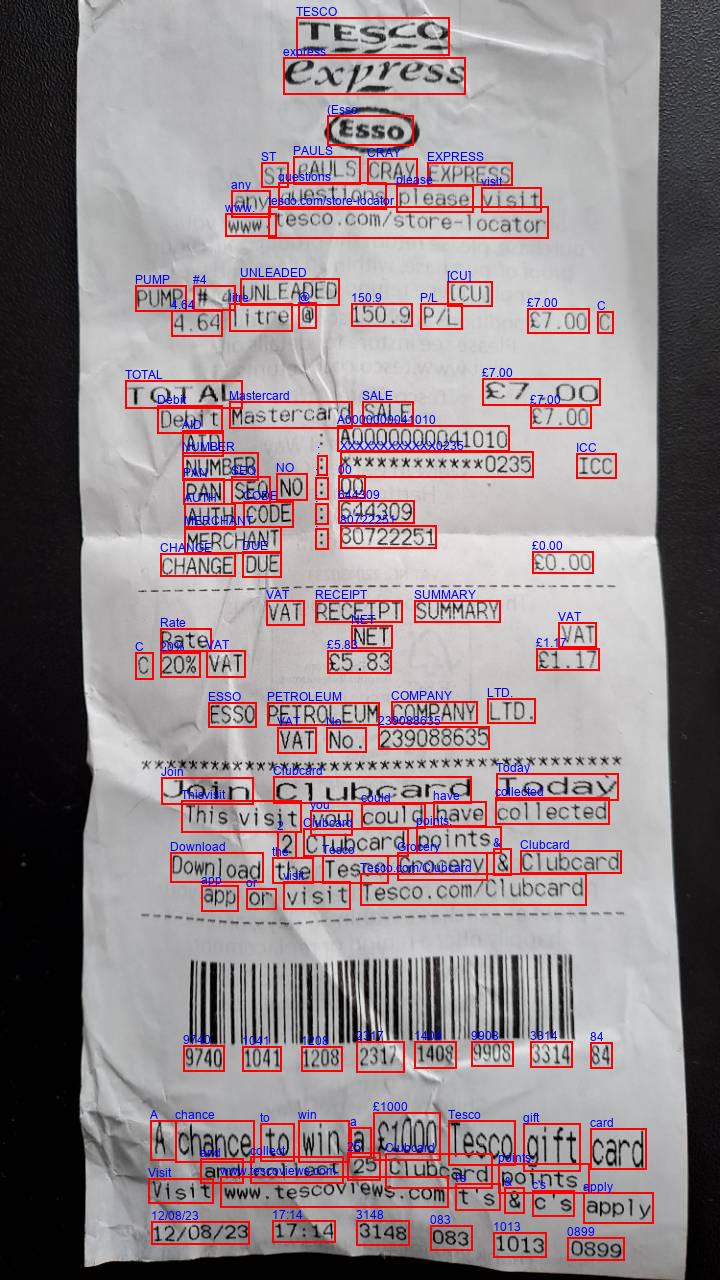 TESCO
express
Esso
ST PAULS CRAY EXPRESS
any questions please visit
www.tesco.com/store-locator
PUMP # 4 UNLEADED [CU]
4.64 litre @ 150.9 P/L £7.00 C
TOTAL £7.00
Debit Mastercard SALE £7.00
AID : A0000000041010
NUMBER : ************0235 ICC
PAN SEQ NO : 00
AUTH CODE : 644309
MERCHANT : 80722251
CHANGE DUE £0.00
VAT RECEIPT SUMMARY
Rate NET VAT
C 20% VAT £5.83 £1.17
ESSO PETROLEUM COMPANY LTD.
VAT No. 239088635
******************************************
Join Clubcard Today
This visit you could have collected
2 Clubcard points.
Download the Tesco Grocery & Clubcard
app or visit Tesco.com/Clubcard
9740 1041 1208 2317 1408 9908 3314 84
A chance to win a £1000 Tesco gift card
and collect 25 Clubcard points
Visit www.tescoviews.com t's & c's apply
12/08/23 17:14 3148 083 1013 0899